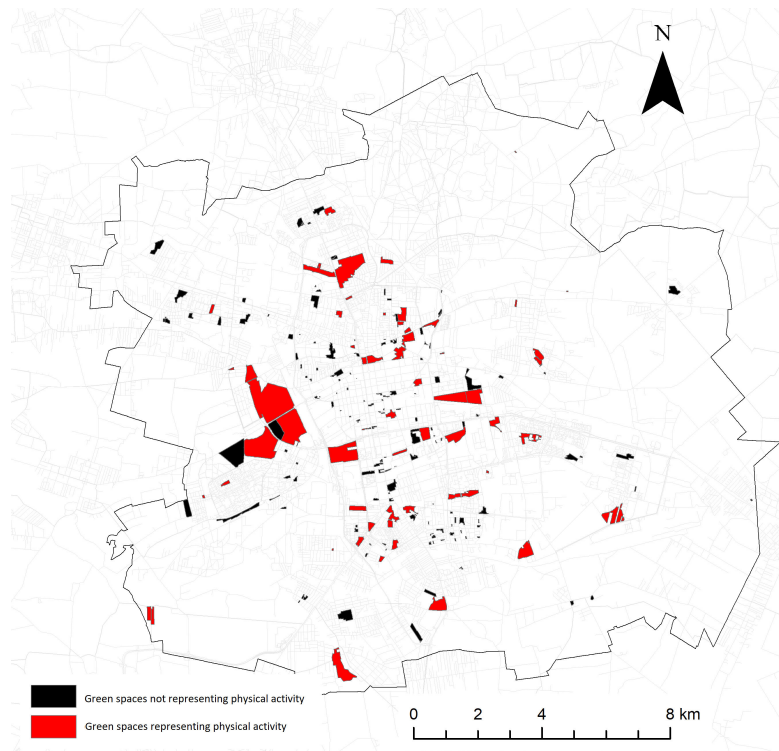 N
Green spaces not representing physical activity
Green spaces representing physical activity
0 2 4 8 km